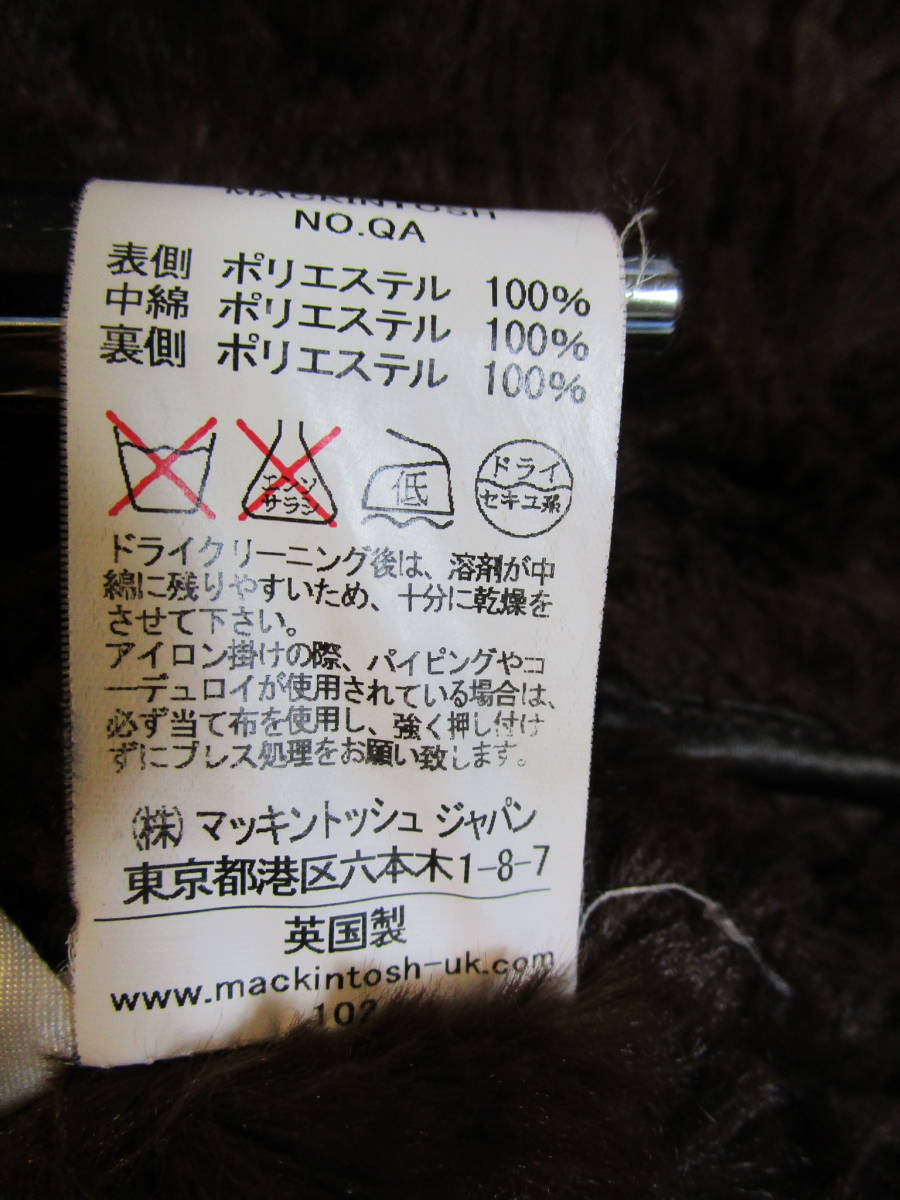 MACKINTOSH
NO.QA
表側 ポリエステル 100%
中綿 ポリエステル 100%
裏側 ポリエステル 100%
エンソ
サラシ
低
ドライ
セキユ系
ドライクリーニング後は、溶剤が中
綿に残りやすいため、十分に乾燥を
させて下さい。
アイロン掛けの際、パイピングやコ
ーデュロイが使用されている場合は、
必ず当て布を使用し、強く押し付け
ずにプレス処理をお願い致します。
(株) マッキントッシュ ジャパン
東京都港区六本木1-8-7
英国製
www.mackintosh-uk.com
102